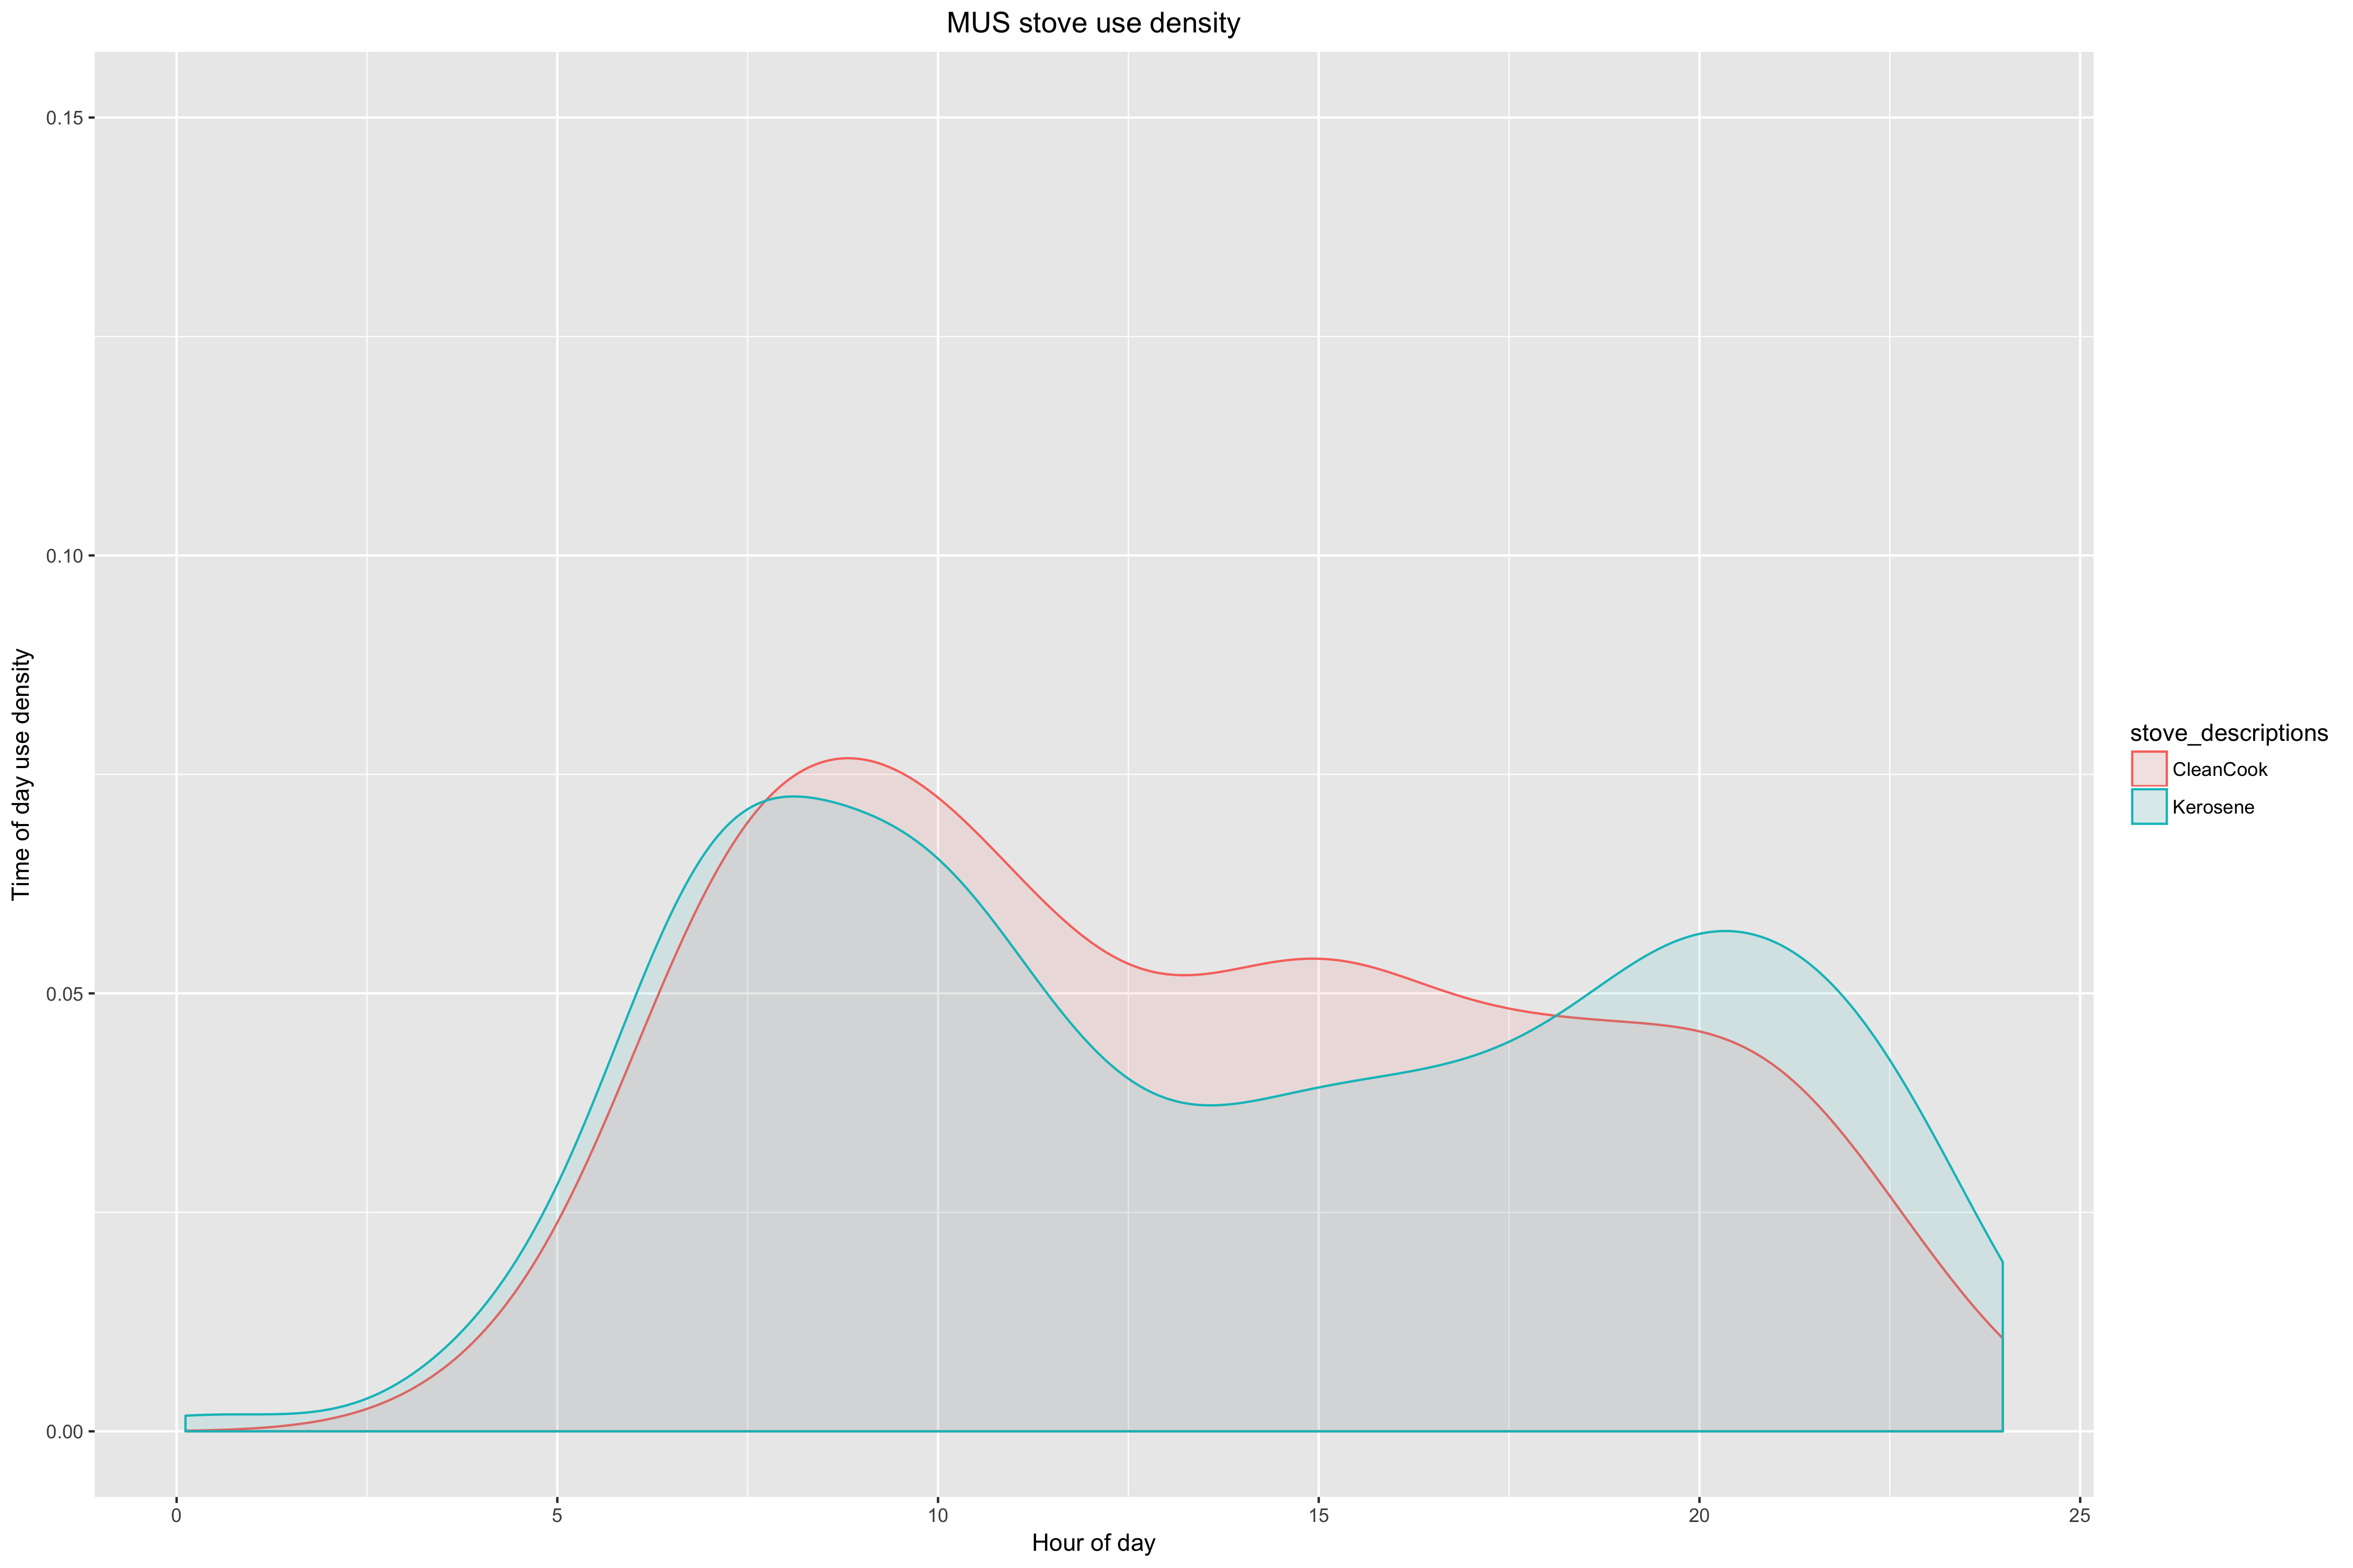 MUS stove use density
Time of day use density
0.15
0.10
0.05
0.00
0 5 10 15 20 25
Hour of day
stove_descriptions
CleanCook
Kerosene